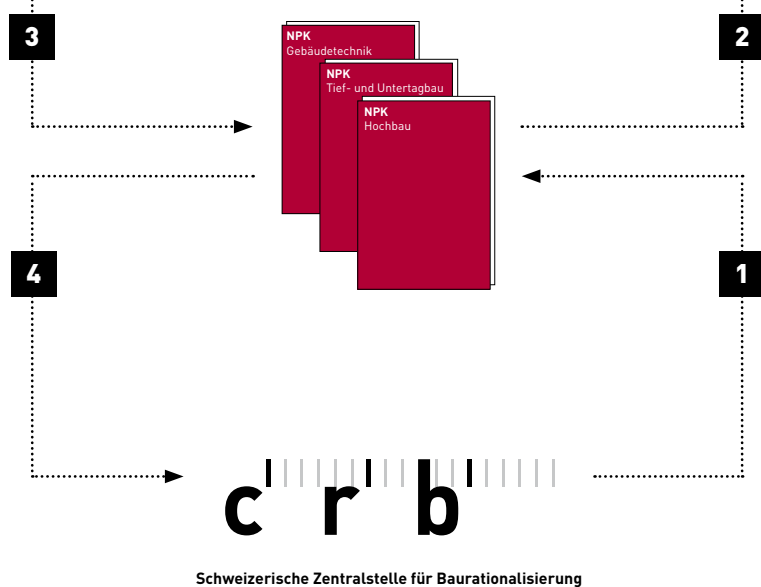 3
2
NPK
Gebäudetechnik
NPK
Tief- und Untertagbau
NPK
Hochbau
4
1
crb
Schweizerische Zentralstelle für Baurationalisierung